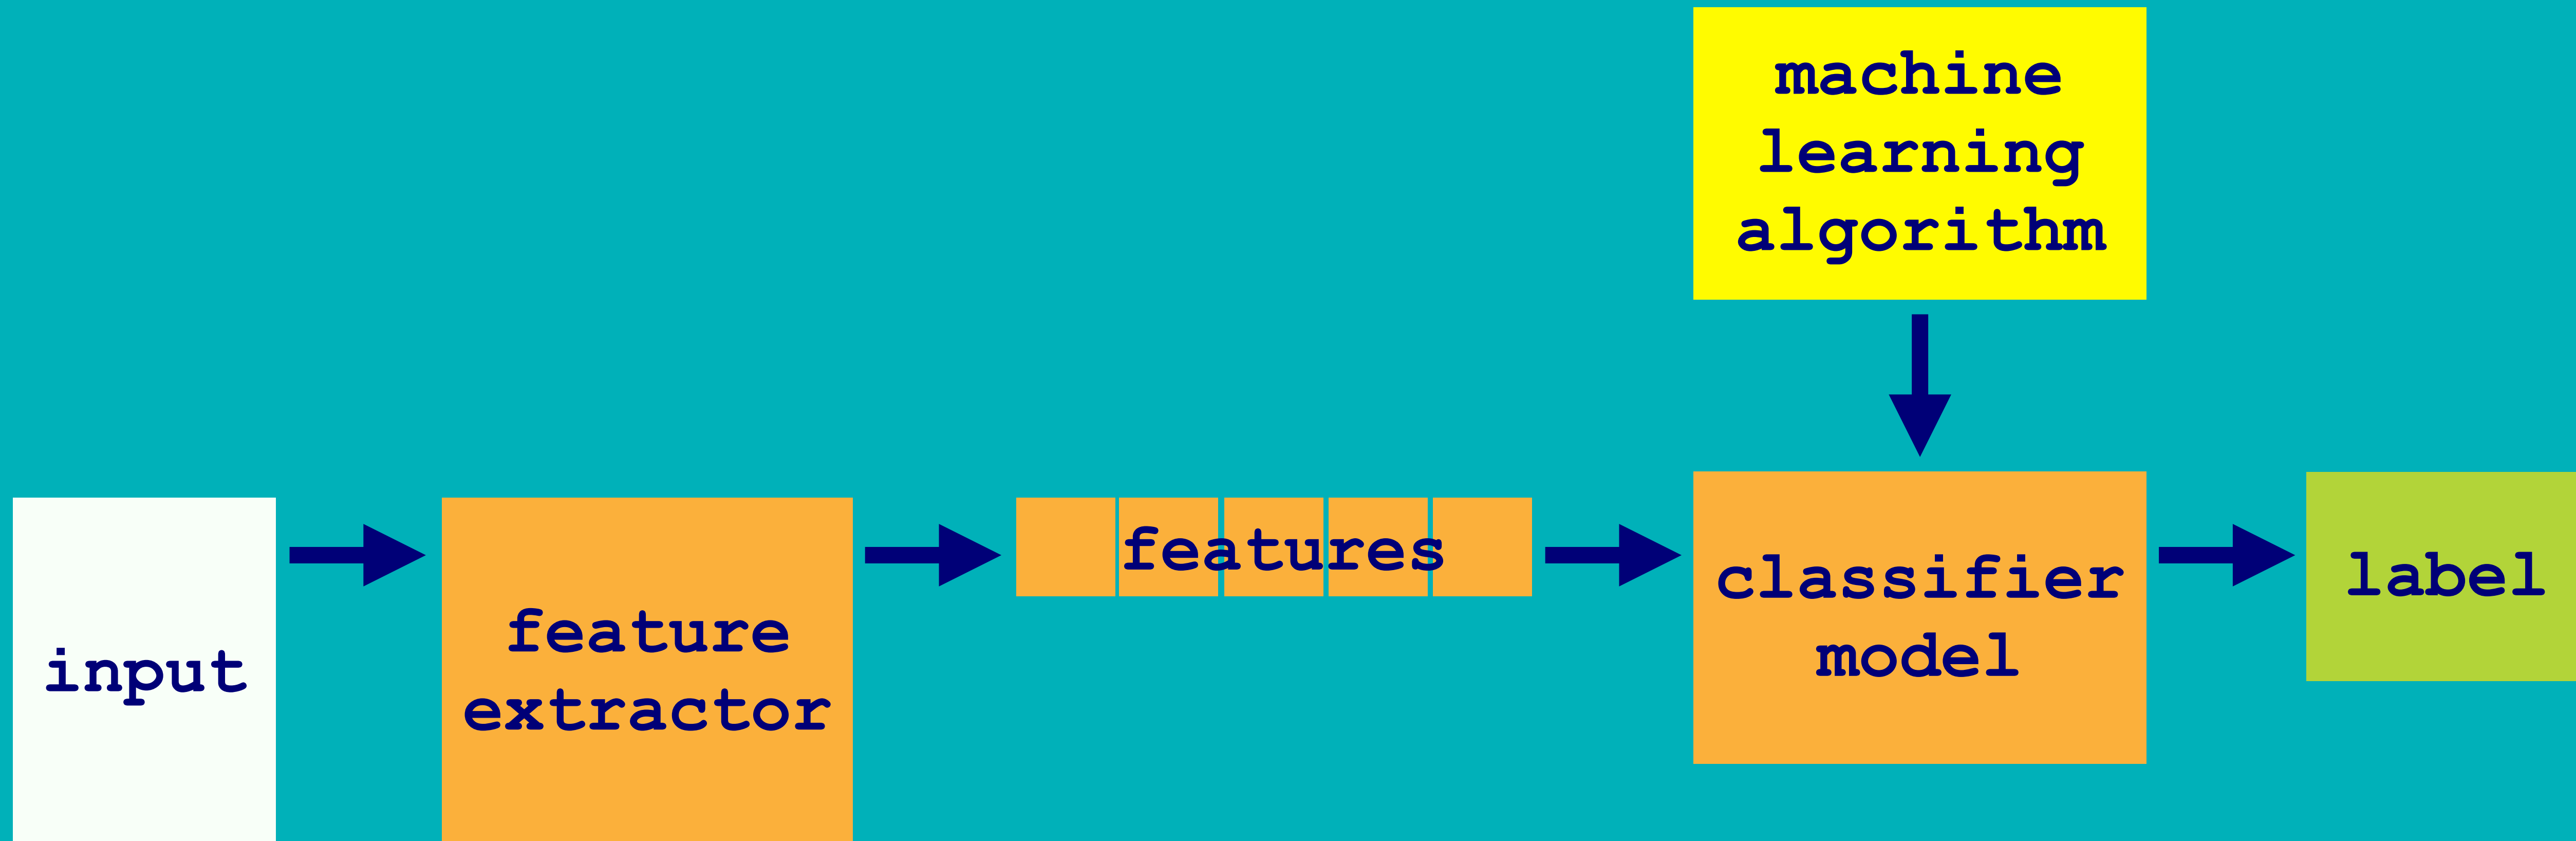 machine
learning
algorithm
input
feature
extractor
features
classifier
model
label